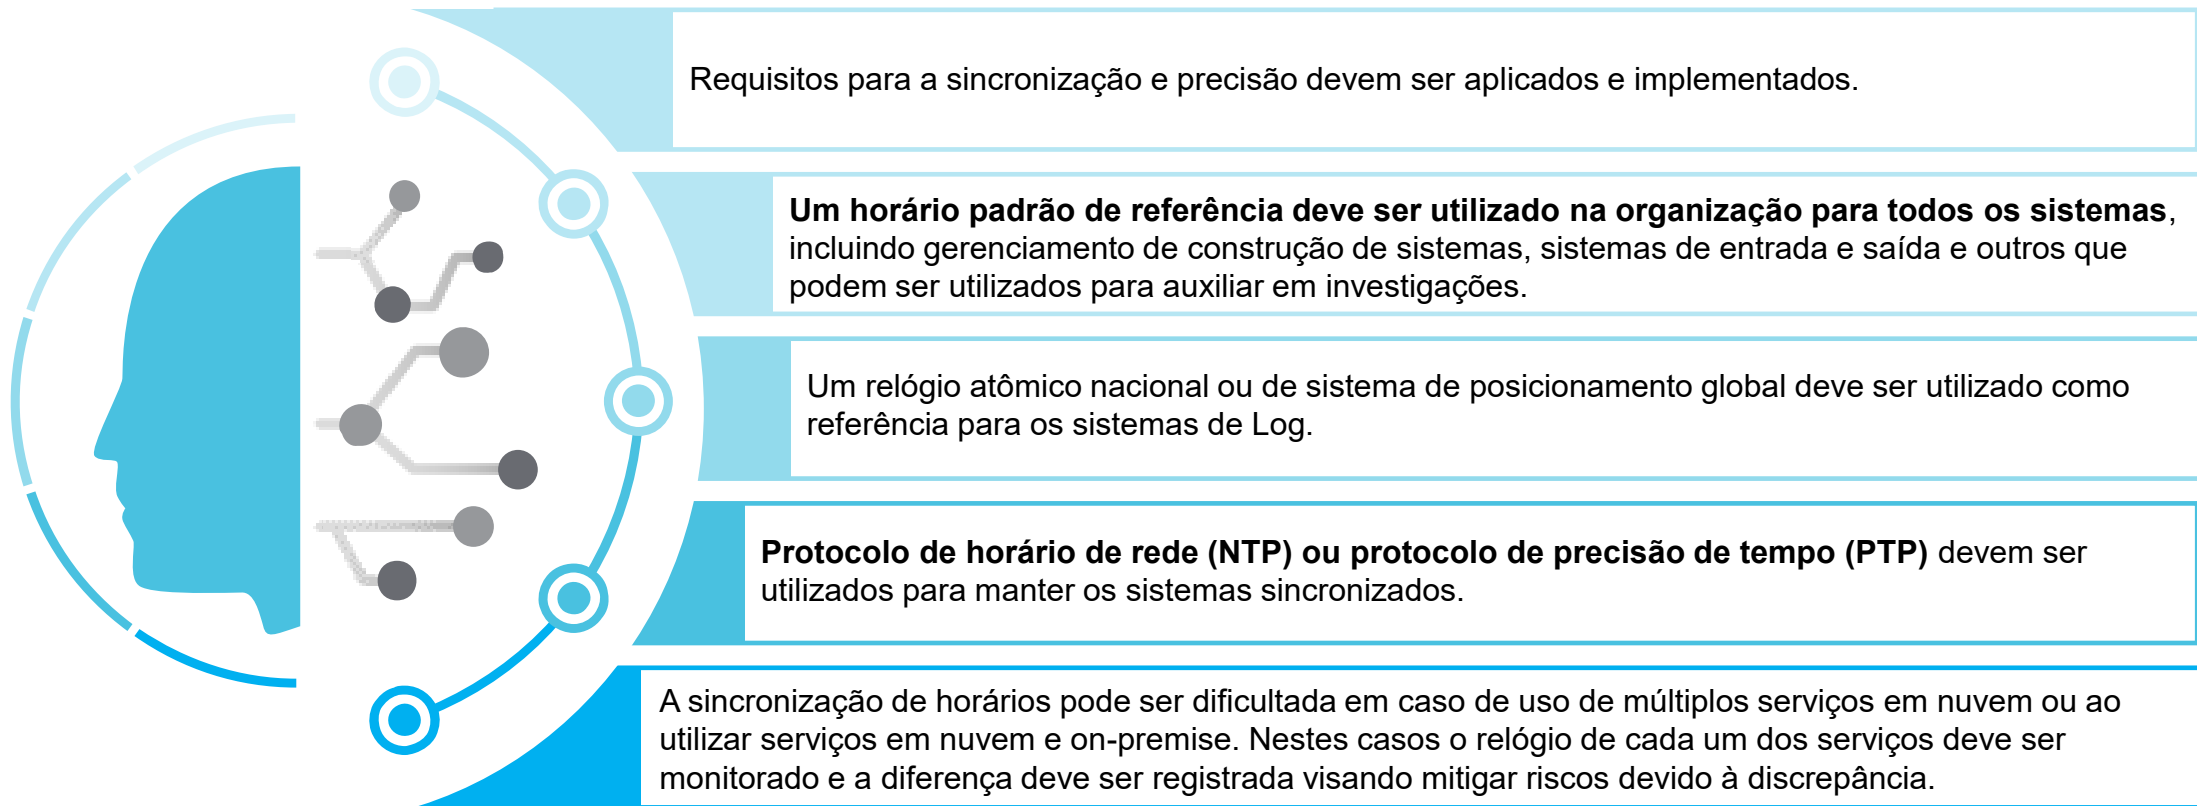 Requisitos para a sincronização e precisão devem ser aplicados e implementados.
Um horário padrão de referência deve ser utilizado na organização para todos os sistemas,
incluindo gerenciamento de construção de sistemas, sistemas de entrada e saída e outros que
podem ser utilizados para auxiliar em investigações.
Um relógio atômico nacional ou de sistema de posicionamento global deve ser utilizado como
referência para os sistemas de Log.
Protocolo de horário de rede (NTP) ou protocolo de precisão de tempo (PTP) devem ser
utilizados para manter os sistemas sincronizados.
A sincronização de horários pode ser dificultada em caso de uso de múltiplos serviços em nuvem ou ao
utilizar serviços em nuvem e on-premise. Nestes casos o relógio de cada um dos serviços deve ser
monitorado e a diferença deve ser registrada visando mitigar riscos devido à discrepância.